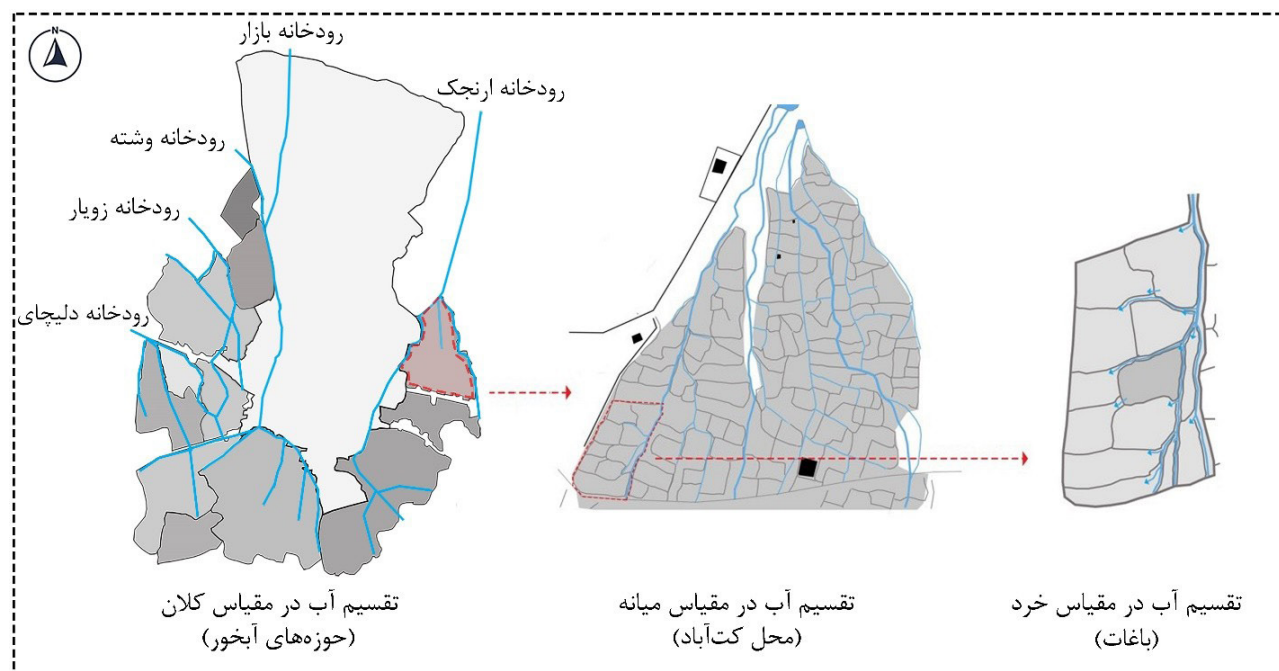 N
رودخانه بازار
رودخانه ارنجک
رودخانه وشته
رودخانه زویار
رودخانه دلیچای
تقسیم آب در مقیاس کلان
(حوزه‌های آبخور)
تقسیم آب در مقیاس میانه
(محل کت‌آباد)
تقسیم آب در مقیاس خرد
(باغات)